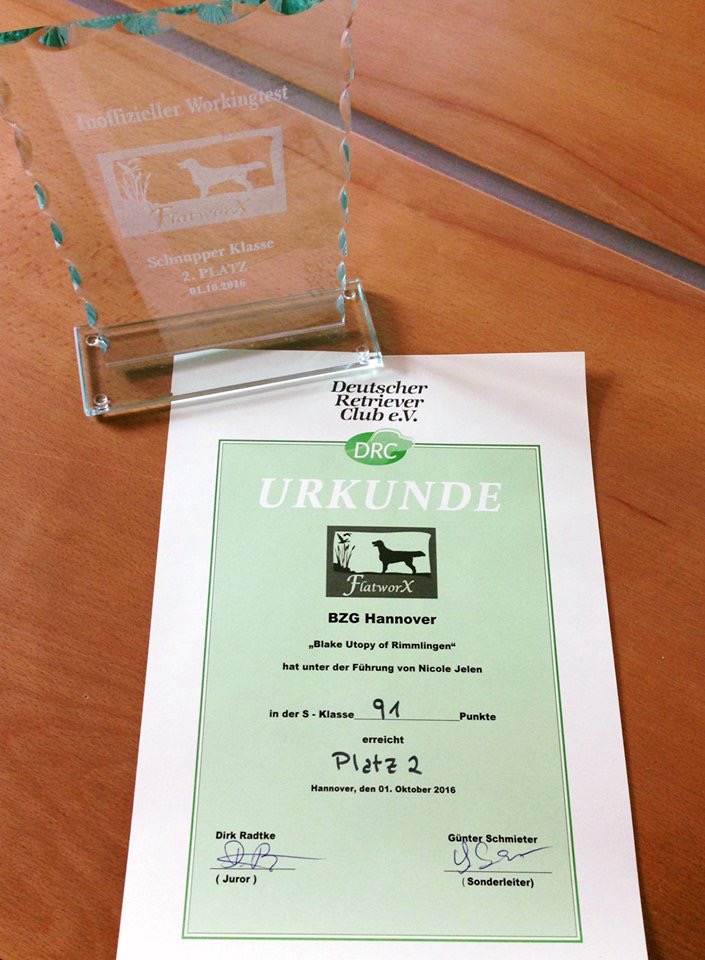 Inoffizieller Workingtest
FlatworX
Schnupper Klasse
2. PLATZ
01.10.2016
Deutscher
Retriever
Club e.V.
DRC
URKUNDE
FlatworX
BZG Hannover
„Blake Utopy of Rimmlingen“
hat unter der Führung von Nicole Jelen
in der S - Klasse 91 Punkte
erreicht
Platz 2
Hannover, den 01. Oktober 2016
Dirk Radtke Günter Schmieter
( Juror ) ( Sonderleiter)